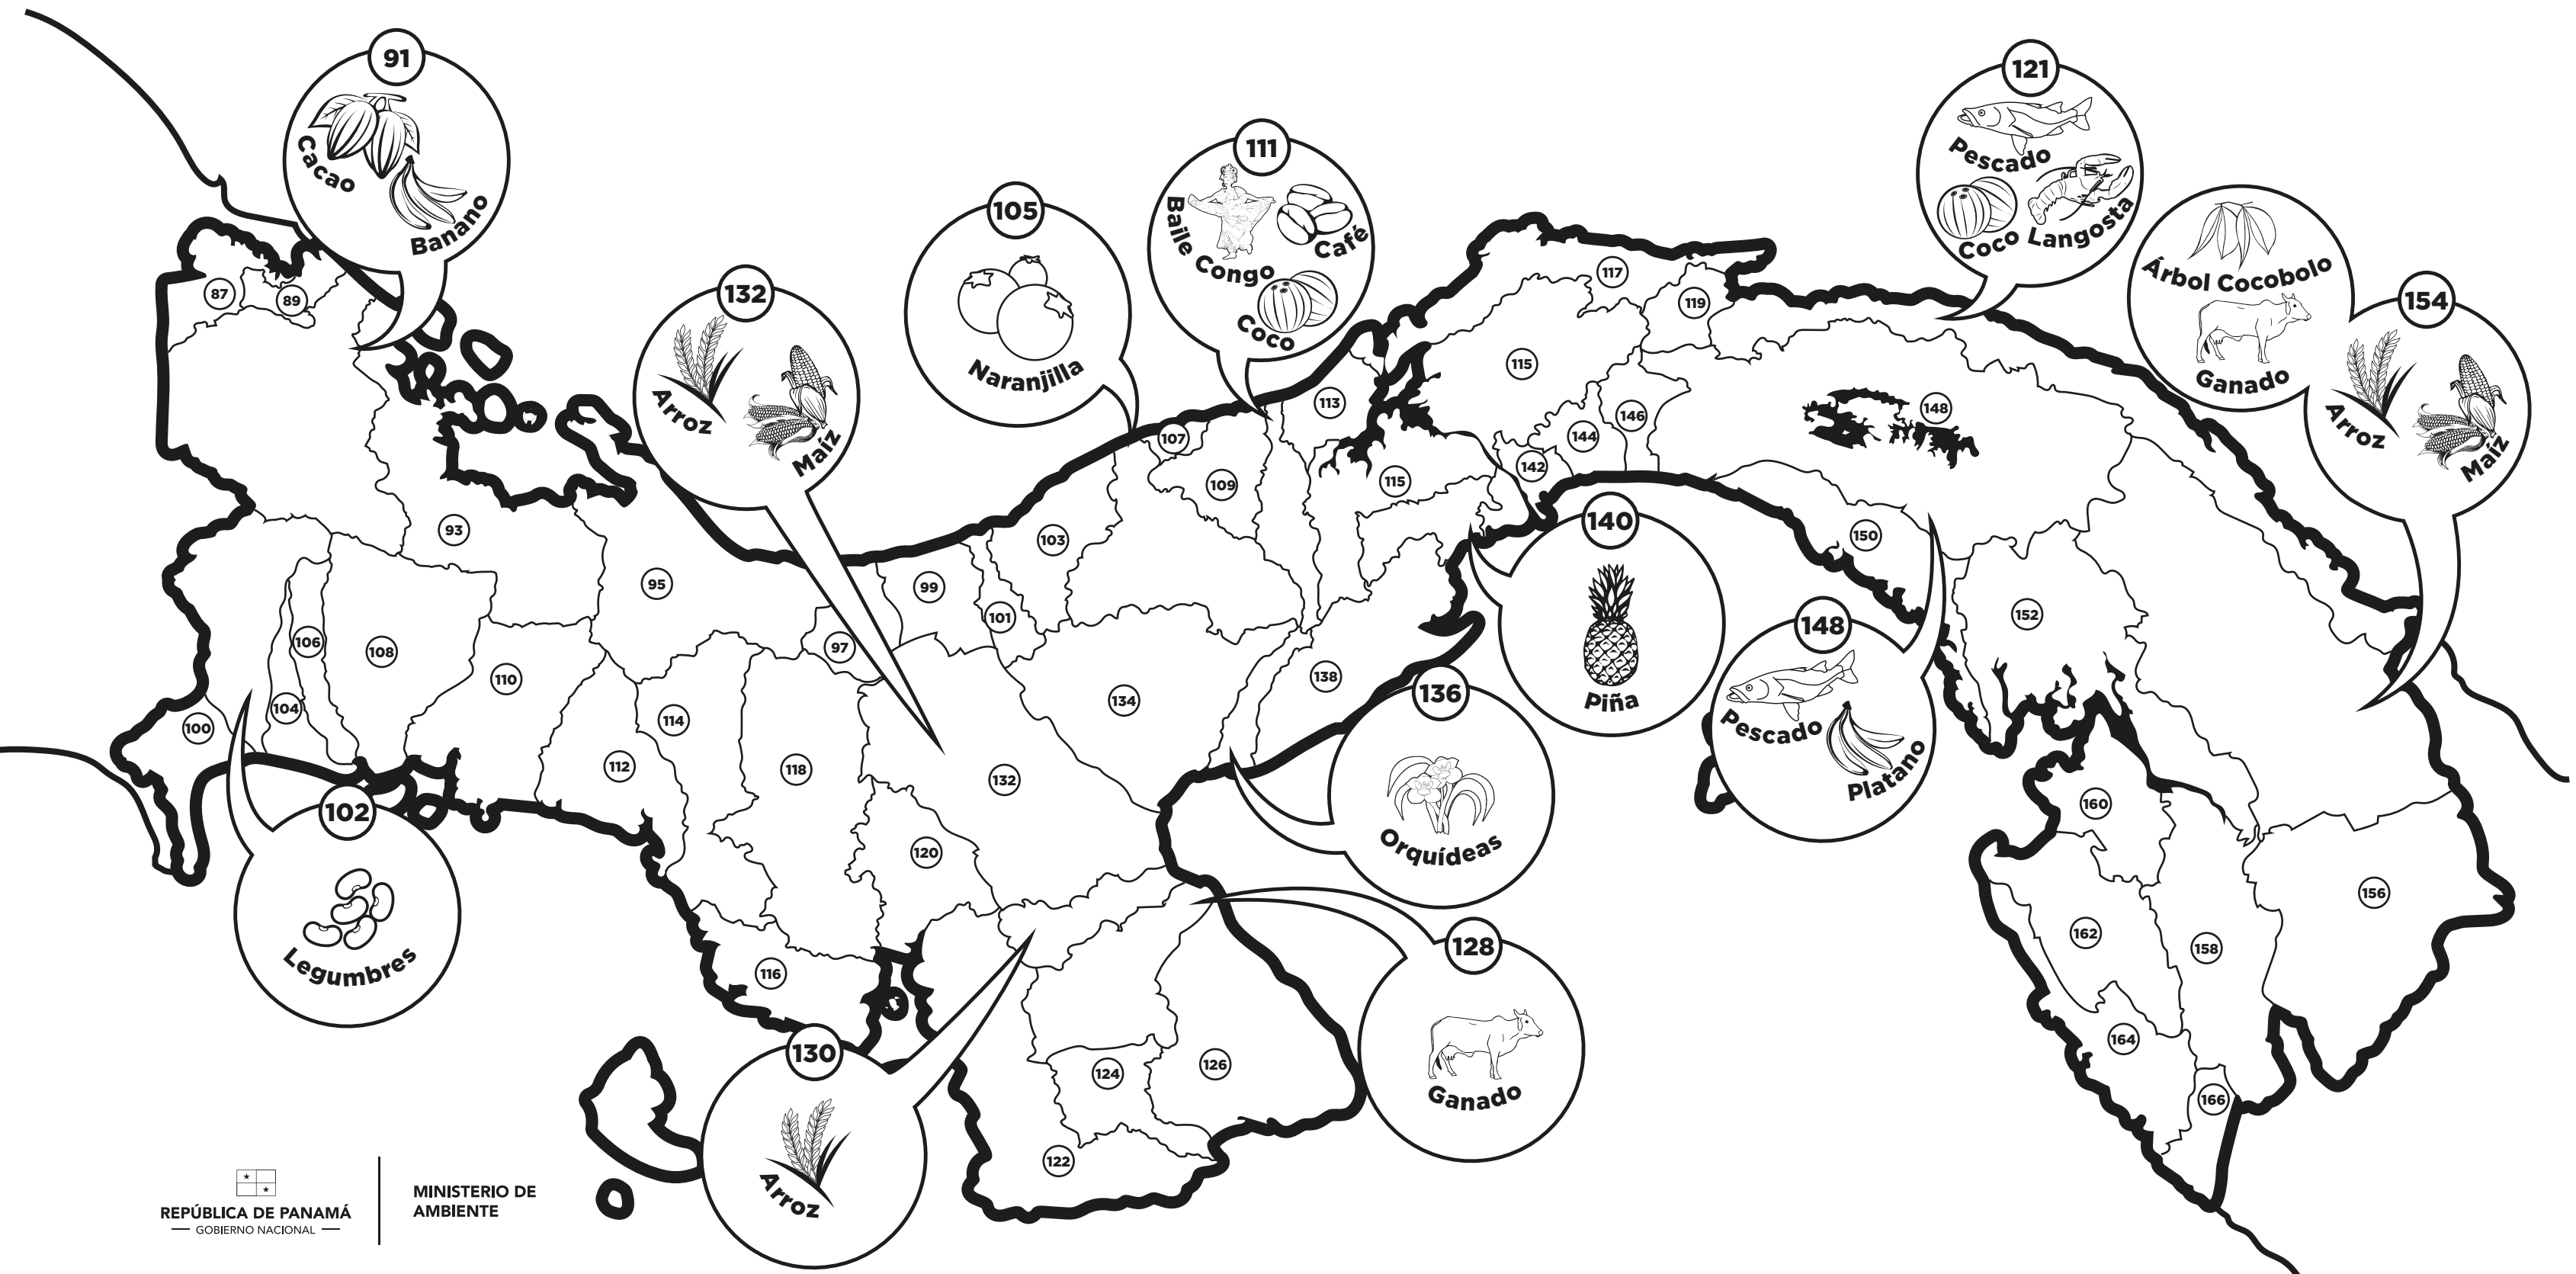 91
Cacao
Banano
132
Arroz
Maíz
105
Naranjilla
111
Baile Congo
Café
Coco
121
Pescado
Coco
Langosta
Árbol Cocobolo
Ganado
154
Arroz
Maíz
87
89
93
95
97
99
101
103
107
109
113
115
115
117
119
142
144
146
148
150
152
100
104
106
108
110
112
114
116
118
120
132
134
138
102
Legumbres
130
Arroz
136
Orquídeas
128
Ganado
140
Piña
148
Pescado
Platano
122
124
126
156
158
160
162
164
166
REPÚBLICA DE PANAMÁ
GOBIERNO NACIONAL
MINISTERIO DE
AMBIENTE